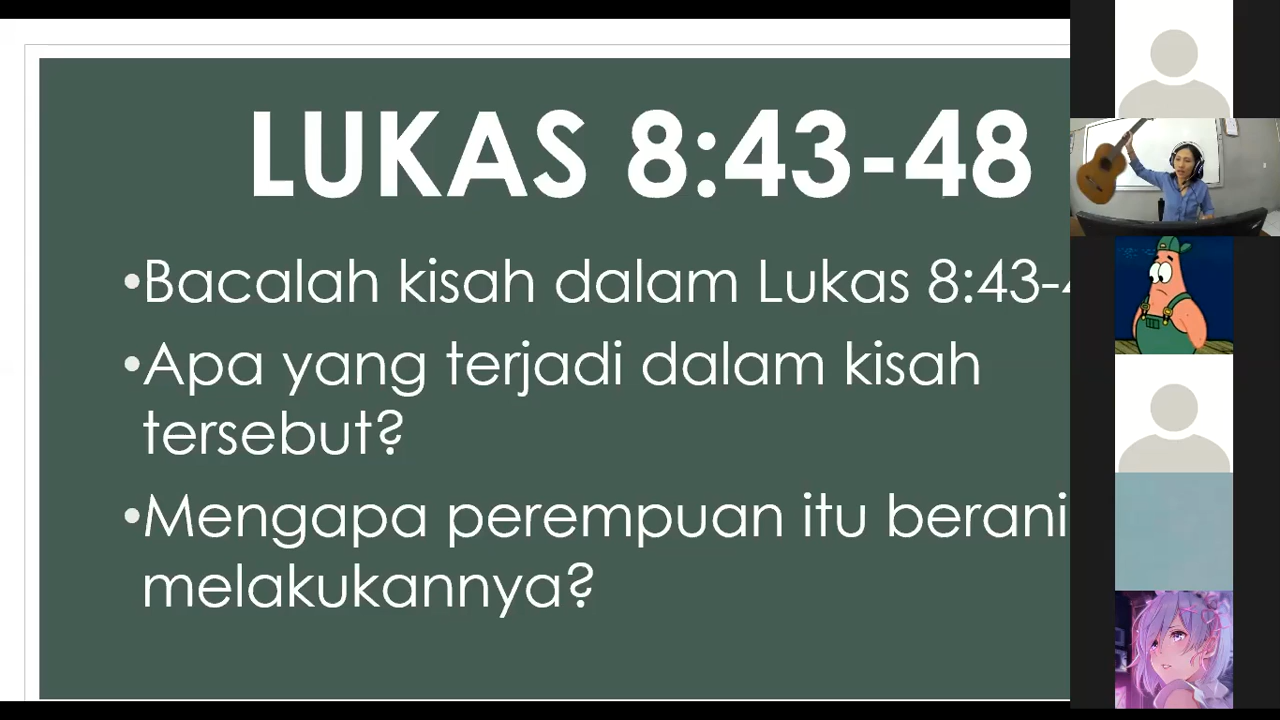 LUKAS 8:43-48
•Bacalah kisah dalam Lukas 8:43-
•Apa yang terjadi dalam kisah
tersebut?
•Mengapa perempuan itu berani
melakukannya?